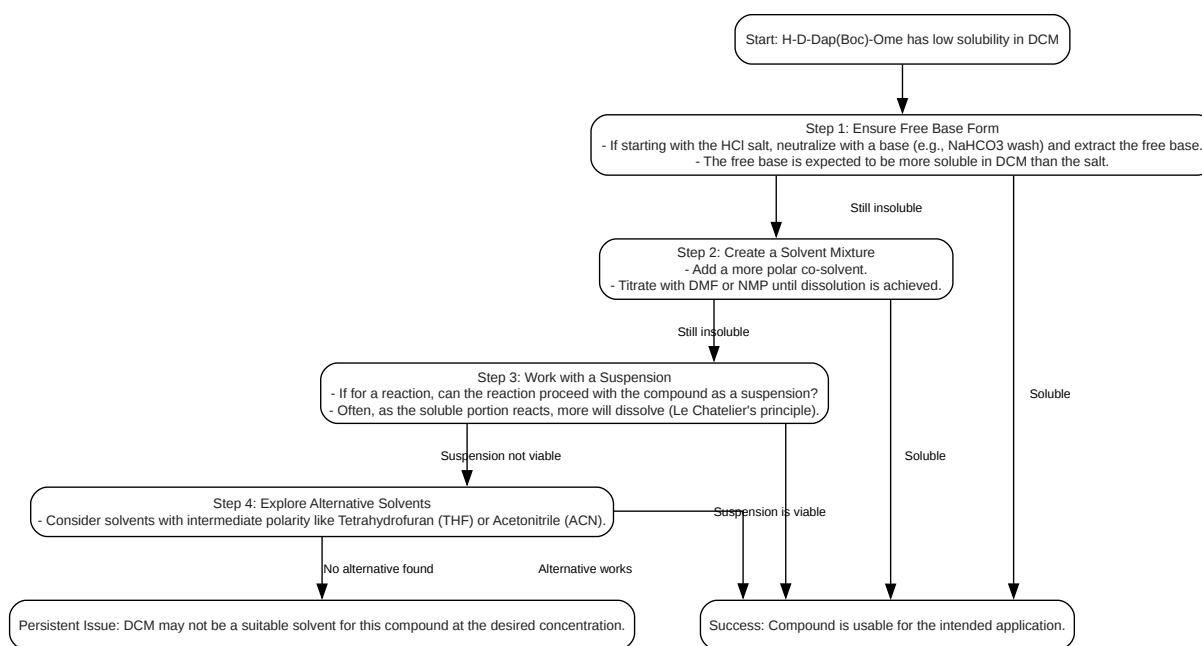 Start: H-D-Dap(Boc)-Ome has low solubility in DCM
Step 1: Ensure Free Base Form
- If starting with the HCl salt, neutralize with a base (e.g., NaHCO3 wash) and extract the free base.
- The free base is expected to be more soluble in DCM than the salt.
Still insoluble
Step 2: Create a Solvent Mixture
- Add a more polar co-solvent.
- Titrate with DMF or NMP until dissolution is achieved.
Still insoluble
Step 3: Work with a Suspension
- If for a reaction, can the reaction proceed with the compound as a suspension?
- Often, as the soluble portion reacts, more will dissolve (Le Chatelier's principle).
Soluble
Suspension not viable
Soluble
Step 4: Explore Alternative Solvents
- Consider solvents with intermediate polarity like Tetrahydrofuran (THF) or Acetonitrile (ACN).
Suspension is viable
No alternative found
Alternative works
Persistent Issue: DCM may not be a suitable solvent for this compound at the desired concentration.
Success: Compound is usable for the intended application.